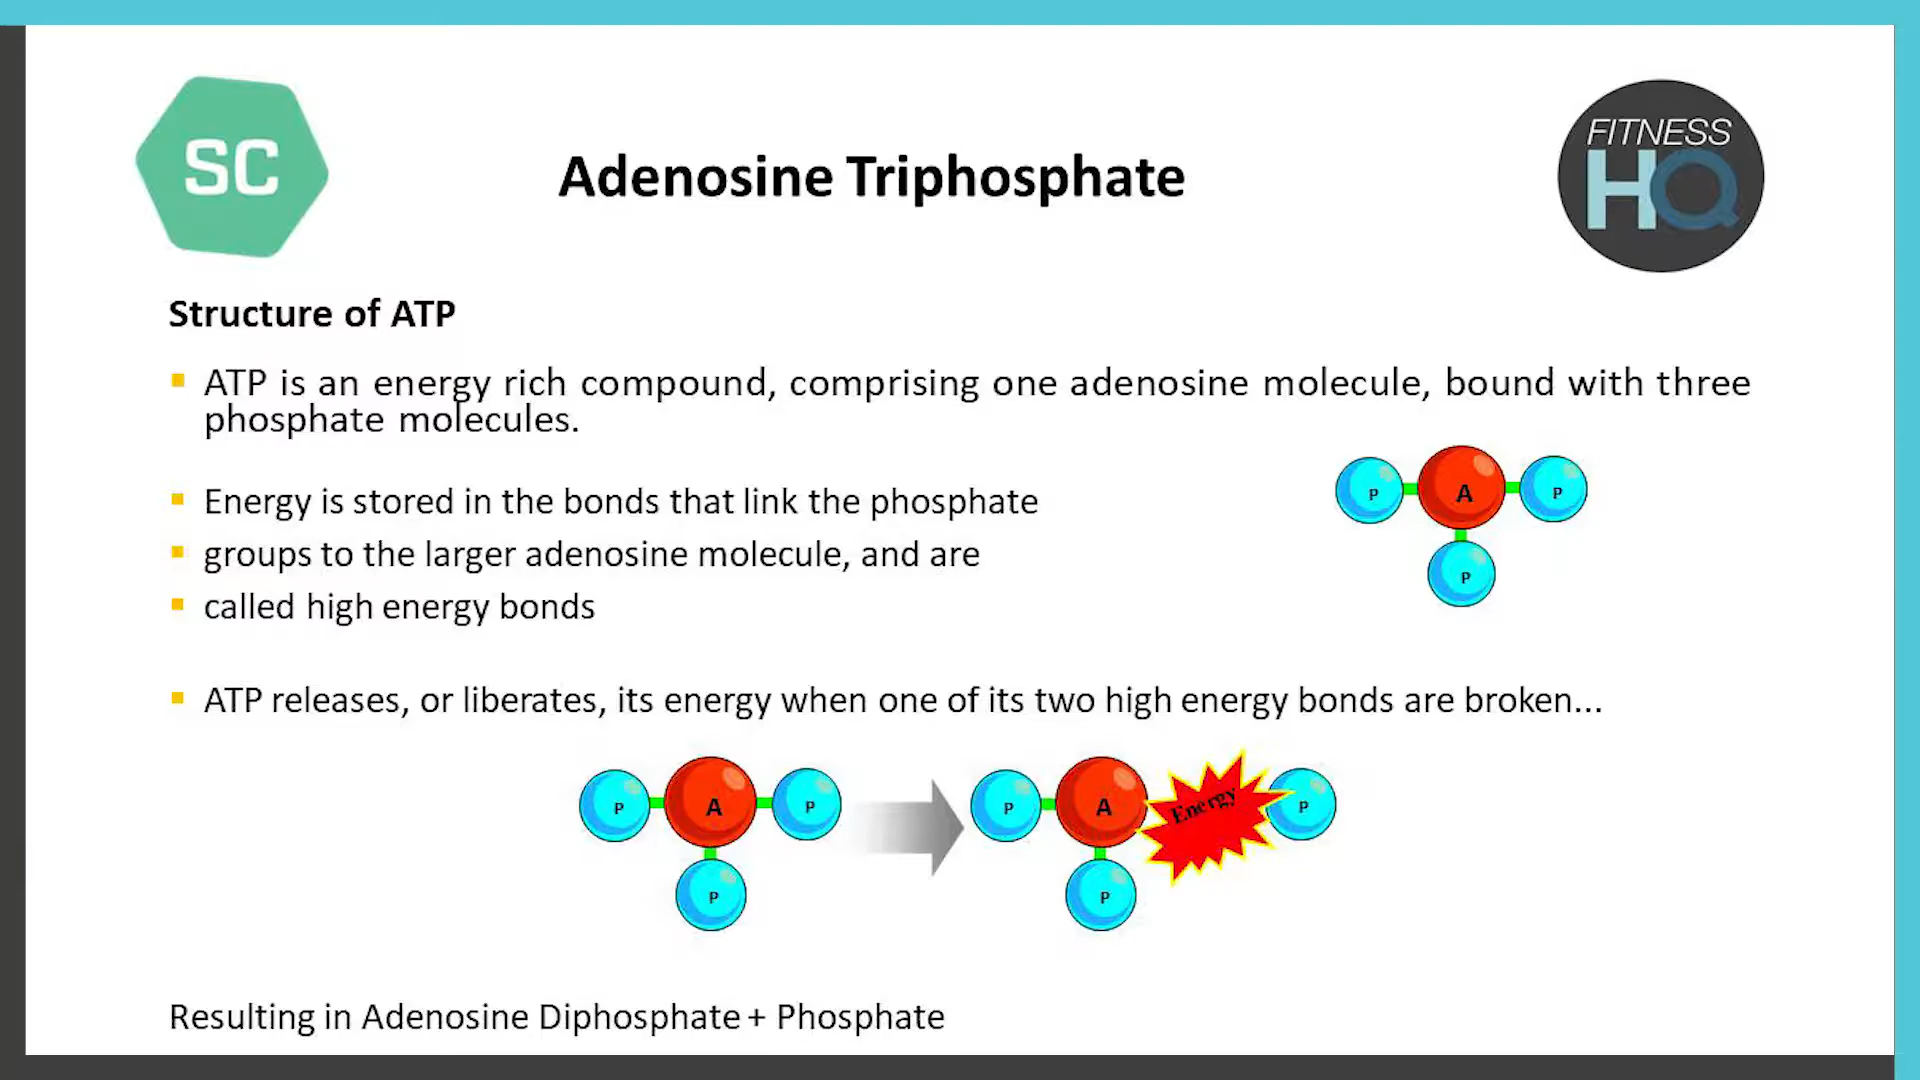 SC
Adenosine Triphosphate
FITNESS
HQ
Structure of ATP
ATP is an energy rich compound, comprising one adenosine molecule, bound with three
phosphate molecules.
Energy is stored in the bonds that link the phosphate
groups to the larger adenosine molecule, and are
called high energy bonds
P A P
P
ATP releases, or liberates, its energy when one of its two high energy bonds are broken...
P A P P A Energy P
P P
Resulting in Adenosine Diphosphate + Phosphate